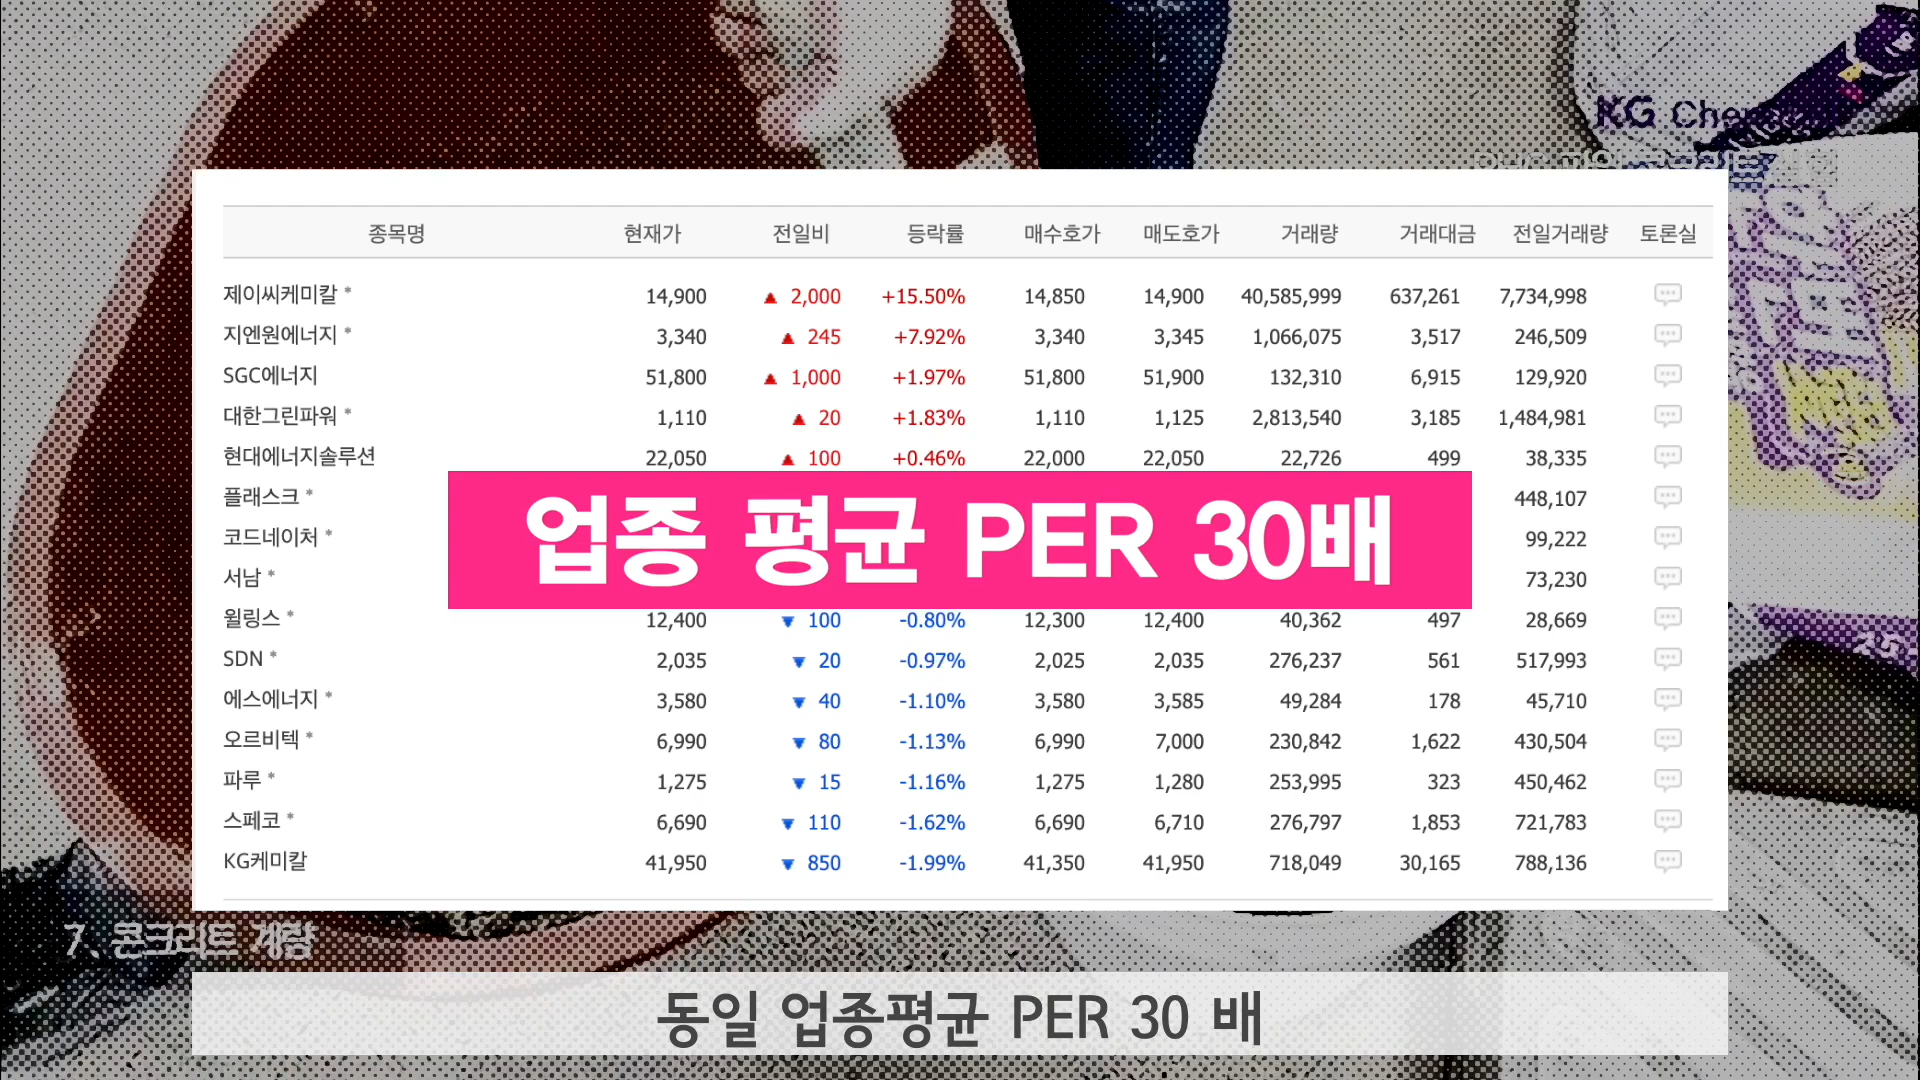 KG
종목명 현재가 전일비 등락률 매수호가 매도호가 거래량 거래대금 전일거래량 토론실
제이씨케미칼 * 14,900 ▲ 2,000 +15.50% 14,850 14,900 40,585,999 637,261 7,734,998
지엔원에너지 * 3,340 ▲ 245 +7.92% 3,340 3,345 1,066,075 3,517 246,509
SGC에너지 51,800 ▲ 1,000 +1.97% 51,800 51,900 132,310 6,915 129,920
대한그린파워 * 1,110 ▲ 20 +1.83% 1,110 1,125 2,813,540 3,185 1,484,981
현대에너지솔루션 22,050 ▲ 100 +0.46% 22,000 22,050 22,726 499 38,335
플래스크 * 448,107
코드네이처 * 99,222
서남 * 73,230
업종 평균 PER 30배
윌링스 * 12,400 ▼ 100 -0.80% 12,300 12,400 40,362 497 28,669
SDN * 2,035 ▼ 20 -0.97% 2,025 2,035 276,237 561 517,993
에스에너지 * 3,580 ▼ 40 -1.10% 3,580 3,585 49,284 178 45,710
오르비텍 * 6,990 ▼ 80 -1.13% 6,990 7,000 230,842 1,622 430,504
파루 * 1,275 ▼ 15 -1.16% 1,275 1,280 253,995 323 450,462
스페코 * 6,690 ▼ 110 -1.62% 6,690 6,710 276,797 1,853 721,783
KG케미칼 41,950 ▼ 850 -1.99% 41,350 41,950 718,049 30,165 788,136
7. 콘크리트 계량
동일 업종평균 PER 30 배